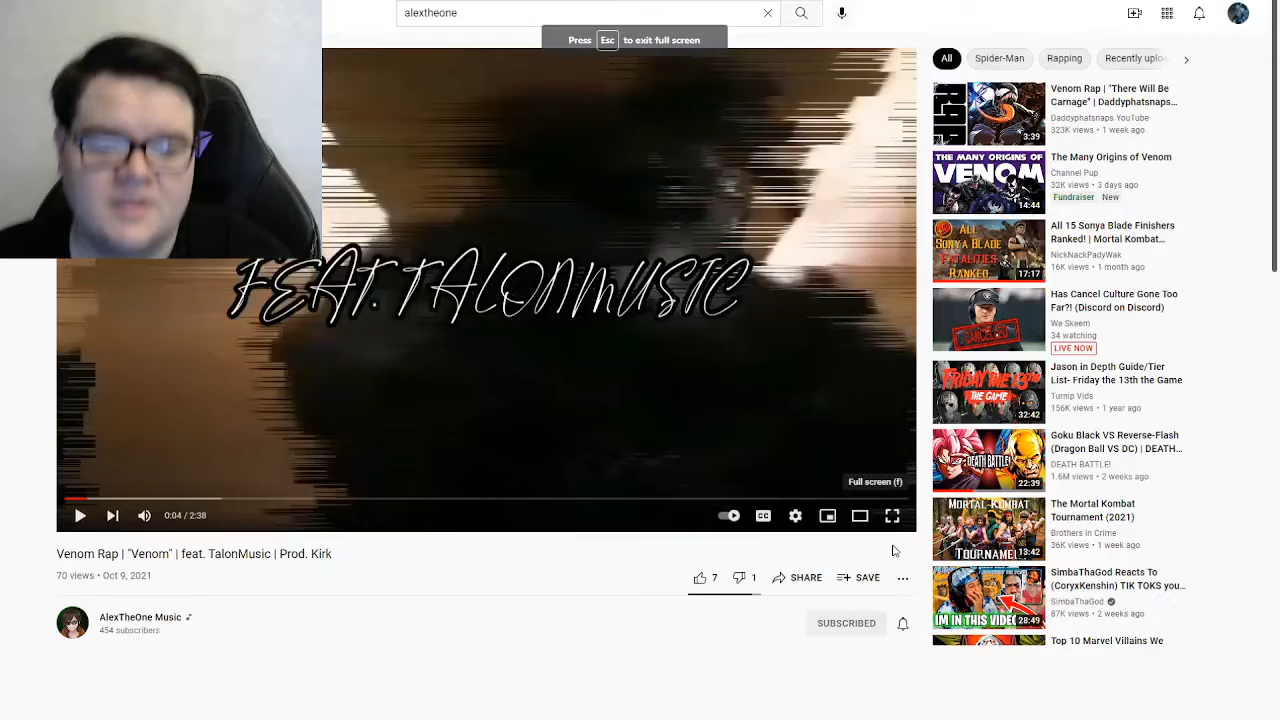 alextheone
Press Esc to exit full screen
FEAT. TALONMUSIC
Full screen (f)
0:04 / 2:38
CC
Venom Rap | "Venom" | feat. TalonMusic | Prod. Kirk
70 views • Oct 9, 2021
7
1
SHARE
SAVE
AlexTheOne Music
454 subscribers
SUBSCRIBED
All
Spider-Man
Rapping
Recently uplo
Venom Rap | "There Will Be
Carnage" | Daddyphatsnaps...
Daddyphatsnaps YouTube
323K views • 1 week ago
3:39
THE MANY ORIGINS OF
VENOM
14:44
The Many Origins of Venom
Channel Pup
32K views • 3 days ago
Fundraiser New
ALL
SONYA BLADE
FATALITIES
RANKED
17:17
All 15 Sonya Blade Finishers
Ranked! | Mortal Kombat...
NickNackPadyWak
16K views • 1 month ago
CANCELLED
Has Cancel Culture Gone Too
Far?! (Discord on Discord)
We Skeem
34 watching
LIVE NOW
FRIDAY THE 13TH
THE GAME
32:42
Jason in Depth Guide/Tier
List- Friday the 13th the Game
Turnip Vids
156K views • 1 year ago
DEATH BATTLE!
22:39
Goku Black VS Reverse-Flash
(Dragon Ball VS DC) | DEATH...
DEATH BATTLE!
1.6M views • 2 weeks ago
MORTAL KOMBAT
TOURNAMENT
13:42
The Mortal Kombat
Tournament (2021)
Brothers in Crime
36K views • 1 week ago
IM IN THIS VIDEO
28:49
SimbaThaGod Reacts To
(CoryxKenshin) TIK TOKS you...
SimbaThaGod
87K views • 2 weeks ago
Top 10 Marvel Villains We